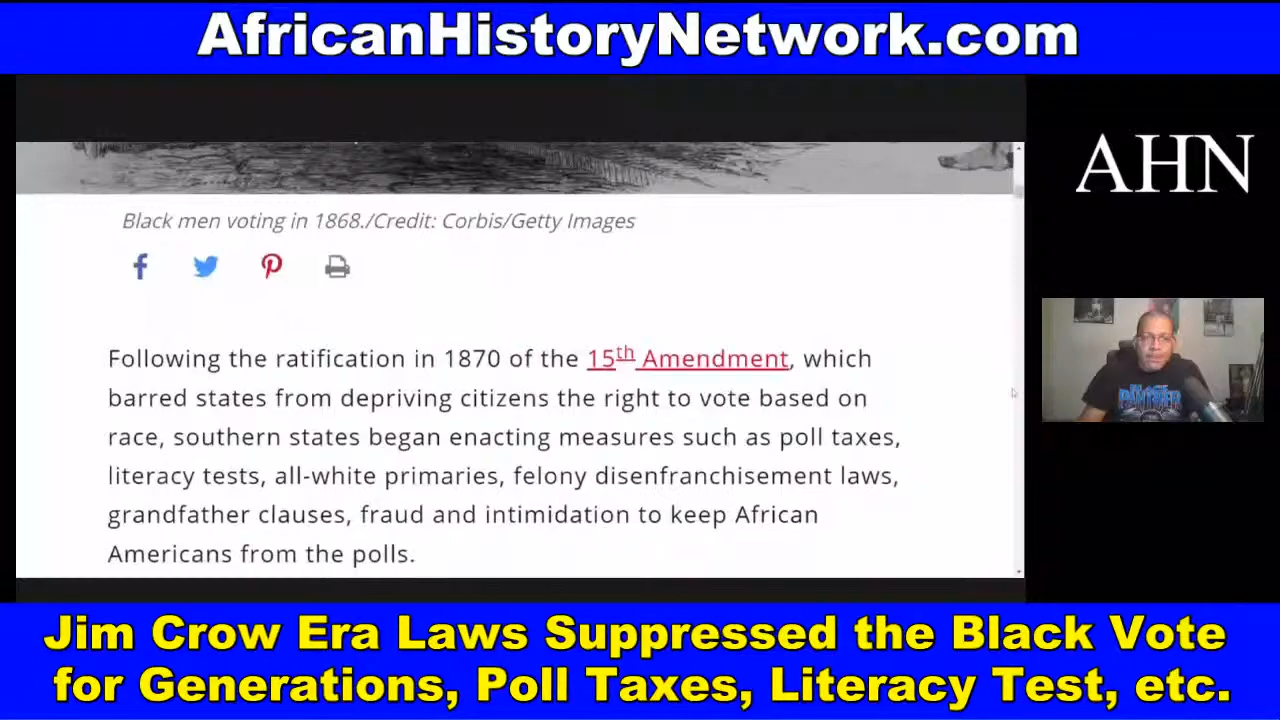 AfricanHistoryNetwork.com
AHN
Black men voting in 1868./Credit: Corbis/Getty Images
Following the ratification in 1870 of the 15th Amendment, which
barred states from depriving citizens the right to vote based on
race, southern states began enacting measures such as poll taxes,
literacy tests, all-white primaries, felony disenfranchisement laws,
grandfather clauses, fraud and intimidation to keep African
Americans from the polls.
BLACK
PANTHER
Jim Crow Era Laws Suppressed the Black Vote
for Generations, Poll Taxes, Literacy Test, etc.